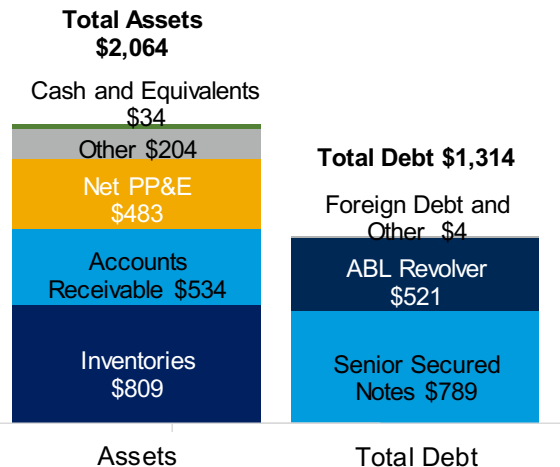 Total Assets
$2,064
Cash and Equivalents
$34
Other $204
Net PP&E
$483
Accounts
Receivable $534
Inventories
$809
Assets
Total Debt $1,314
Foreign Debt and
Other $4
ABL Revolver
$521
Senior Secured
Notes $789
Total Debt